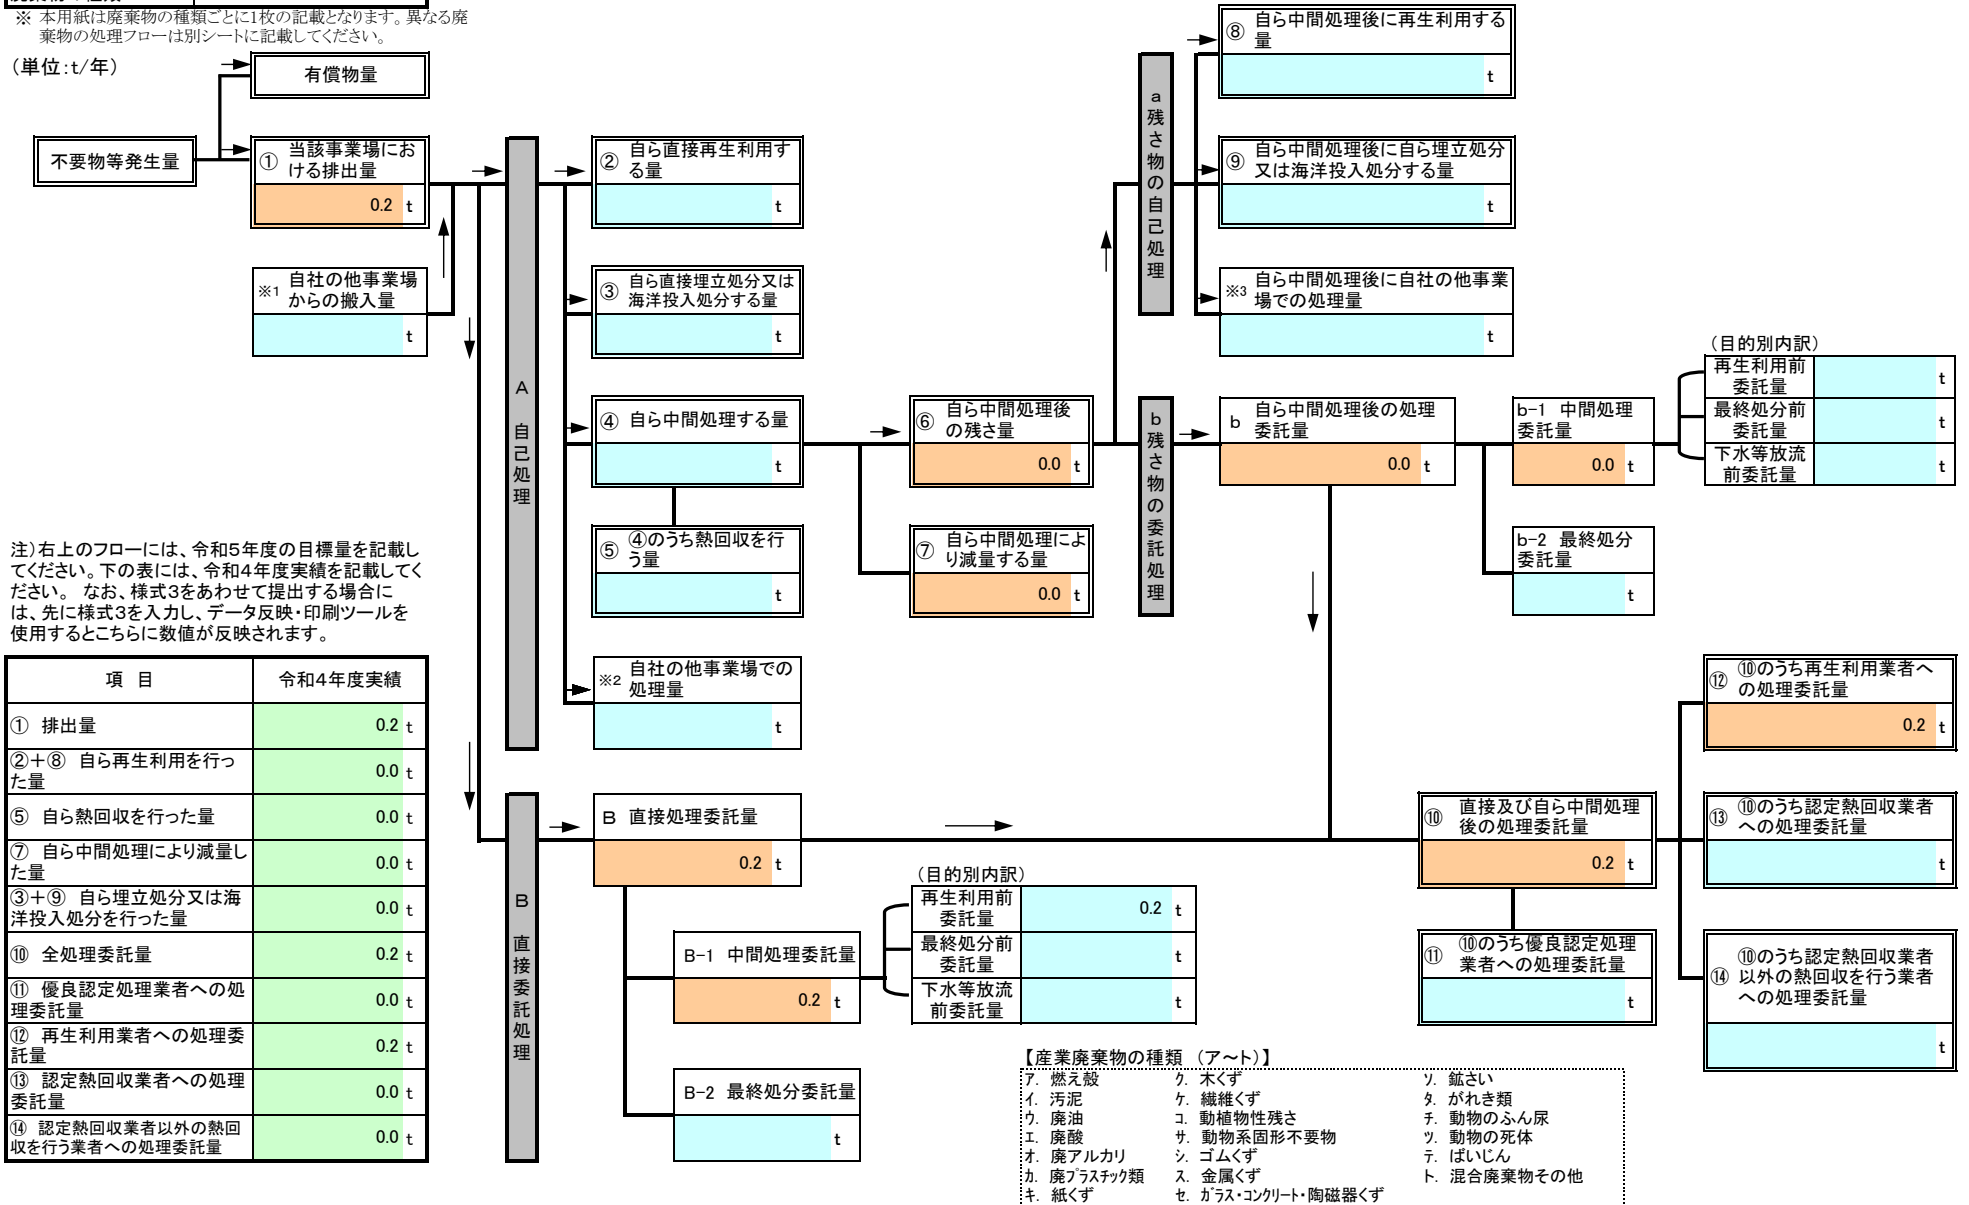 ※ 本用紙は廃棄物の種類ごとに1枚の記載となります。異なる廃
棄物の処理フローは別シートに記載してください。
（単位：t/年）
有償物量
不要物等発生量
① 当該事業場にお
ける排出量
0.2 t
※1 自社の他事業場
からの搬入量
t
A 自己処理
② 自ら直接再生利用す
る量
t
③ 自ら直接埋立処分又は
海洋投入処分する量
t
④ 自ら中間処理する量
t
⑤ ④のうち熱回収を行
う量
t
※2 自社の他事業場での
処理量
t
⑥ 自ら中間処理後
の残さ量
0.0 t
⑦ 自ら中間処理によ
り減量する量
0.0 t
a 残さ物の自己処理
⑧ 自ら中間処理後に再生利用する
量
t
⑨ 自ら中間処理後に自ら埋立処分
又は海洋投入処分する量
t
※3 自ら中間処理後に自社の他事業
場での処理量
t
b 残さ物の委託処理
b 自ら中間処理後の処理
委託量
0.0 t
b-1 中間処理
委託量
0.0 t
（目的別内訳）
再生利用前
委託量
t
最終処分前
委託量
t
下水等放流
前委託量
t
b-2 最終処分
委託量
t
注）右上のフローには、令和5年度の目標量を記載し
てください。下の表には、令和4年度実績を記載してく
ださい。 なお、様式3をあわせて提出する場合に
は、先に様式3を入力し、データ反映・印刷ツールを
使用するとこちらに数値が反映されます。
項 目 令和4年度実績
① 排出量 0.2 t
②＋⑧ 自ら再生利用を行っ
た量 0.0 t
⑤ 自ら熱回収を行った量 0.0 t
⑦ 自ら中間処理により減量し
た量 0.0 t
③＋⑨ 自ら埋立処分又は海
洋投入処分を行った量 0.0 t
⑩ 全処理委託量 0.2 t
⑪ 優良認定処理業者への処
理委託量 0.0 t
⑫ 再生利用業者への処理委
託量 0.2 t
⑬ 認定熱回収業者への処理
委託量 0.0 t
⑭ 認定熱回収業者以外の熱回
収を行う業者への処理委託量 0.0 t
B 直接委託処理
B 直接処理委託量
0.2 t
B-1 中間処理委託量
0.2 t
B-2 最終処分委託量
t
（目的別内訳）
再生利用前
委託量
0.2 t
最終処分前
委託量
t
下水等放流
前委託量
t
⑩ 直接及び自ら中間処理
後の処理委託量
0.2 t
⑪ ⑩のうち優良認定処理
業者への処理委託量
t
⑫ ⑩のうち再生利用業者へ
の処理委託量
0.2 t
⑬ ⑩のうち認定熱回収業者
への処理委託量
t
⑭ ⑩のうち認定熱回収業者
以外の熱回収を行う業者
への処理委託量
t
【産業廃棄物の種類 （ア～ト）】
ア. 燃え殻 ク. 木くず ソ. 鉱さい
イ. 汚泥 ケ. 繊維くず タ. がれき類
ウ. 廃油 コ. 動植物性残さ チ. 動物のふん尿
エ. 廃酸 サ. 動物系固形不要物 ツ. 動物の死体
オ. 廃アルカリ シ. ゴムくず テ. ばいじん
カ. 廃プラスチック類 ス. 金属くず ト. 混合廃棄物その他
キ. 紙くず セ. ガラス・コンクリート・陶磁器くず